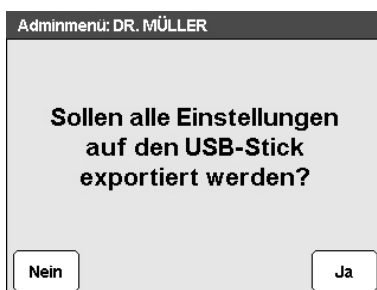 Adminmenü: DR. MÜLLER
Sollen alle Einstellungen
auf den USB-Stick
exportiert werden?
Nein
Ja